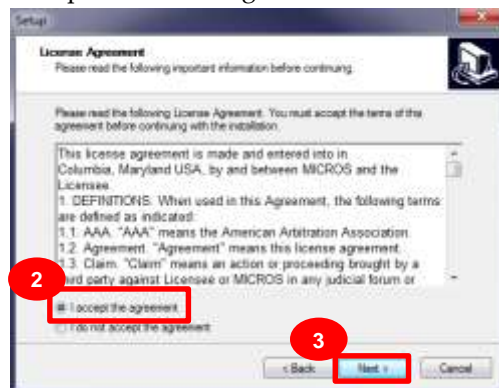 Setup
License Agreement
Please read the following important information before continuing.
Please read the following License Agreement. You must accept the terms of this
agreement before continuing with the installation.
This license agreement is made and entered into in
Columbia, Maryland USA, by and between MICROS and the
Licensee.
1. DEFINITIONS. When used in this Agreement, the following terms
are defined as indicated:
1.1. AAA. "AAA" means the American Arbitration Association.
1.2. Agreement. "Agreement" means this license agreement.
1.3. Claim. "Claim" means an action or proceeding brought by a
third party against Licensee or MICROS in any judicial forum or
2
I accept the agreement
I do not accept the agreement
3
< Back
Next >
Cancel